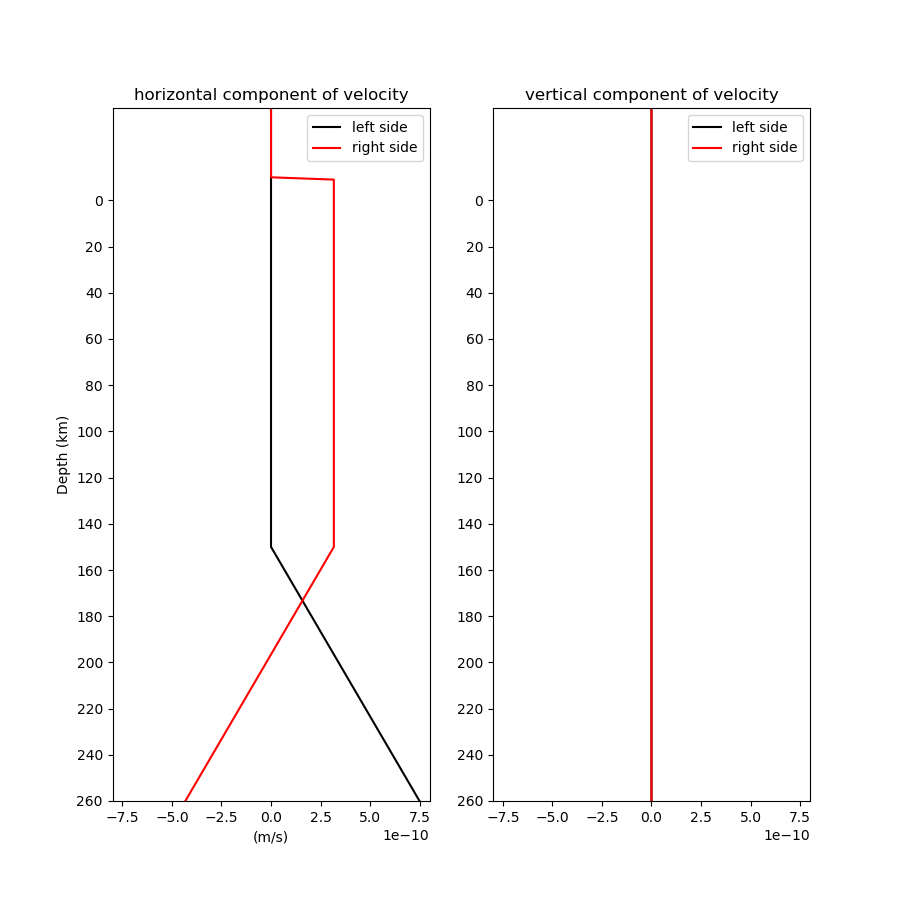 horizontal component of velocity
left side
right side
0
20
40
60
80
100
120
140
160
180
200
220
240
260
Depth (km)
−7.5 −5.0 −2.5 0.0 2.5 5.0 7.5
1e−10
(m/s)
vertical component of velocity
left side
right side
0
20
40
60
80
100
120
140
160
180
200
220
240
260
−7.5 −5.0 −2.5 0.0 2.5 5.0 7.5
1e−10